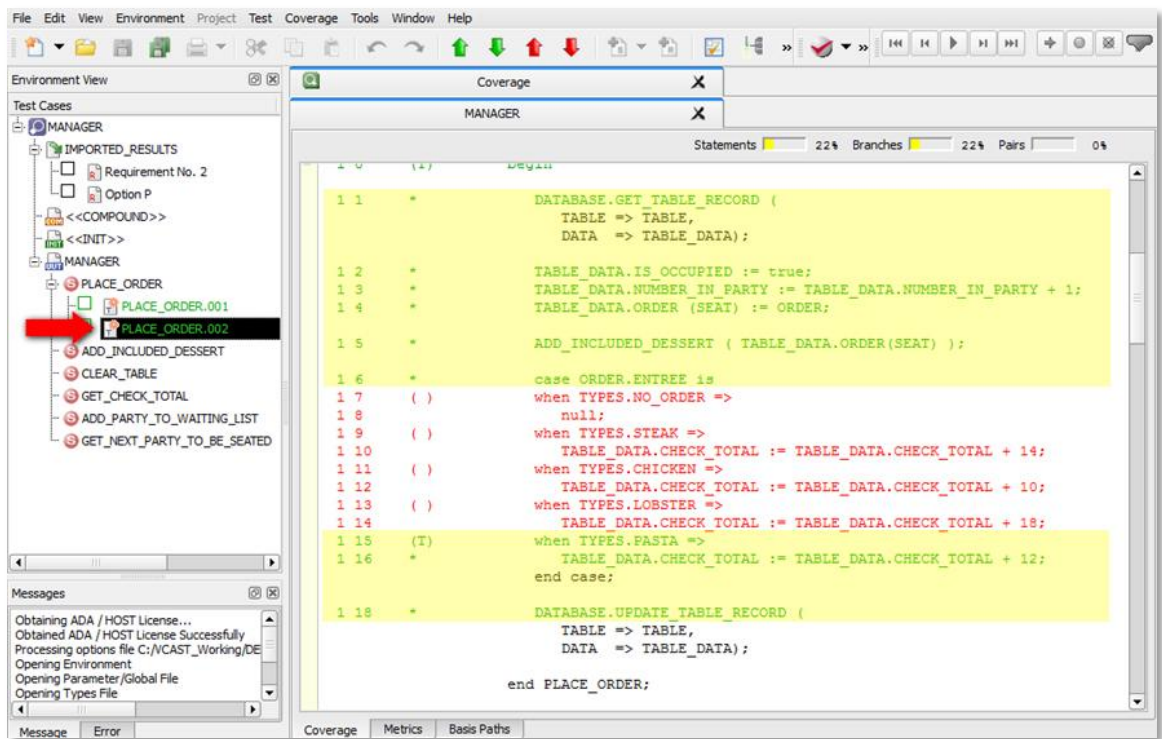 File Edit View Environment Project Test Coverage Tools Window Help
Environment View
Test Cases
MANAGER
IMPORTED_RESULTS
Requirement No. 2
Option P
<<COMPOUND>>
<<INIT>>
MANAGER
PLACE_ORDER
PLACE_ORDER.001
PLACE_ORDER.002
ADD_INCLUDED_DESSERT
CLEAR_TABLE
GET_CHECK_TOTAL
ADD_PARTY_TO_WAITING_LIST
GET_NEXT_PARTY_TO_BE_SEATED
Messages
Obtaining ADA / HOST License...
Obtained ADA / HOST License Successfully
Processing options file C:/VCAST_Working/DE
Opening Environment
Opening Parameter/Global File
Opening Types File
Message Error
Coverage
MANAGER
Statements 22% Branches 22% Pairs 0%
1 0 (T) Begin
1 1 * DATABASE.GET_TABLE_RECORD (
TABLE => TABLE,
DATA => TABLE_DATA);
1 2 * TABLE_DATA.IS_OCCUPIED := true;
1 3 * TABLE_DATA.NUMBER_IN_PARTY := TABLE_DATA.NUMBER_IN_PARTY + 1;
1 4 * TABLE_DATA.ORDER (SEAT) := ORDER;
1 5 * ADD_INCLUDED_DESSERT ( TABLE_DATA.ORDER(SEAT) );
1 6 * case ORDER.ENTREE is
1 7 ( ) when TYPES.NO_ORDER =>
1 8 null;
1 9 ( ) when TYPES.STEAK =>
1 10 TABLE_DATA.CHECK_TOTAL := TABLE_DATA.CHECK_TOTAL + 14;
1 11 ( ) when TYPES.CHICKEN =>
1 12 TABLE_DATA.CHECK_TOTAL := TABLE_DATA.CHECK_TOTAL + 10;
1 13 ( ) when TYPES.LOBSTER =>
1 14 TABLE_DATA.CHECK_TOTAL := TABLE_DATA.CHECK_TOTAL + 18;
1 15 (T) when TYPES.PASTA =>
1 16 * TABLE_DATA.CHECK_TOTAL := TABLE_DATA.CHECK_TOTAL + 12;
end case;
1 18 * DATABASE.UPDATE_TABLE_RECORD (
TABLE => TABLE,
DATA => TABLE_DATA);
end PLACE_ORDER;
Coverage Metrics Basis Paths